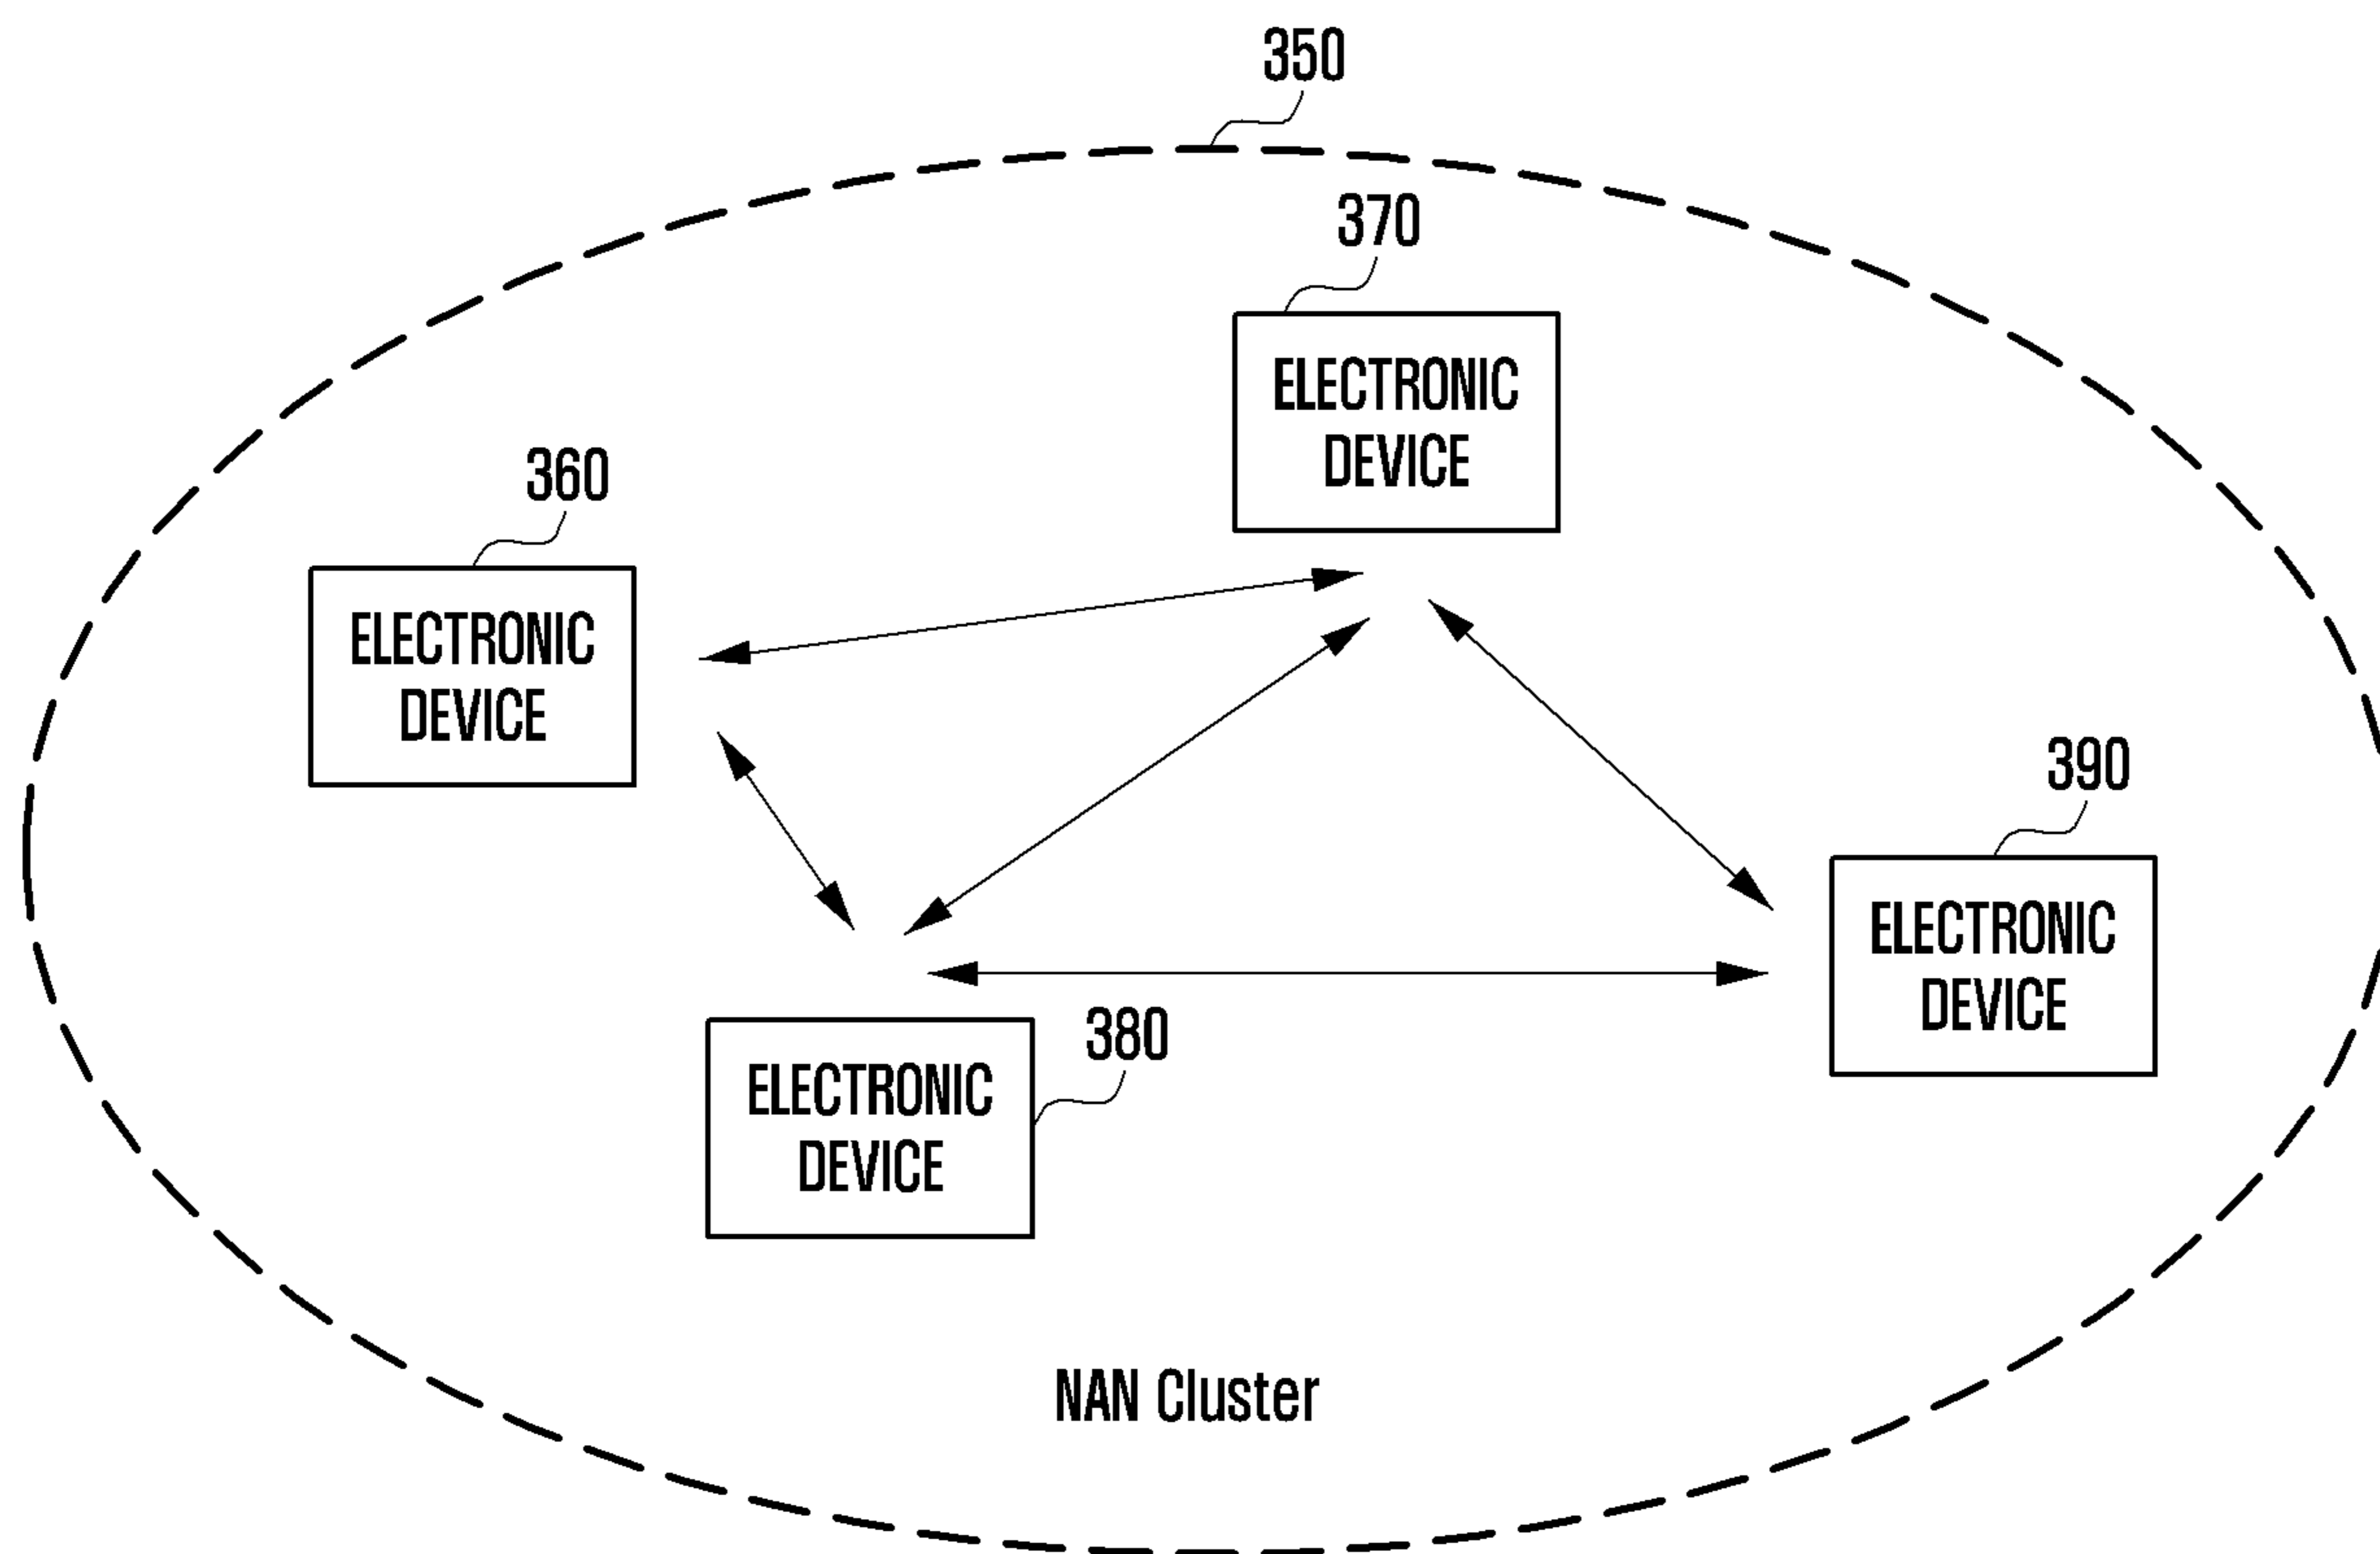 350
370
ELECTRONIC
DEVICE
360
ELECTRONIC
DEVICE
390
ELECTRONIC
DEVICE
380
ELECTRONIC
DEVICE
NAN Cluster